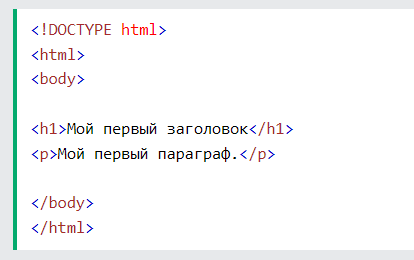 <!DOCTYPE html>
<html>
<body>
<h1>Мой первый заголовок</h1>
<p>Мой первый параграф.</p>
</body>
</html>